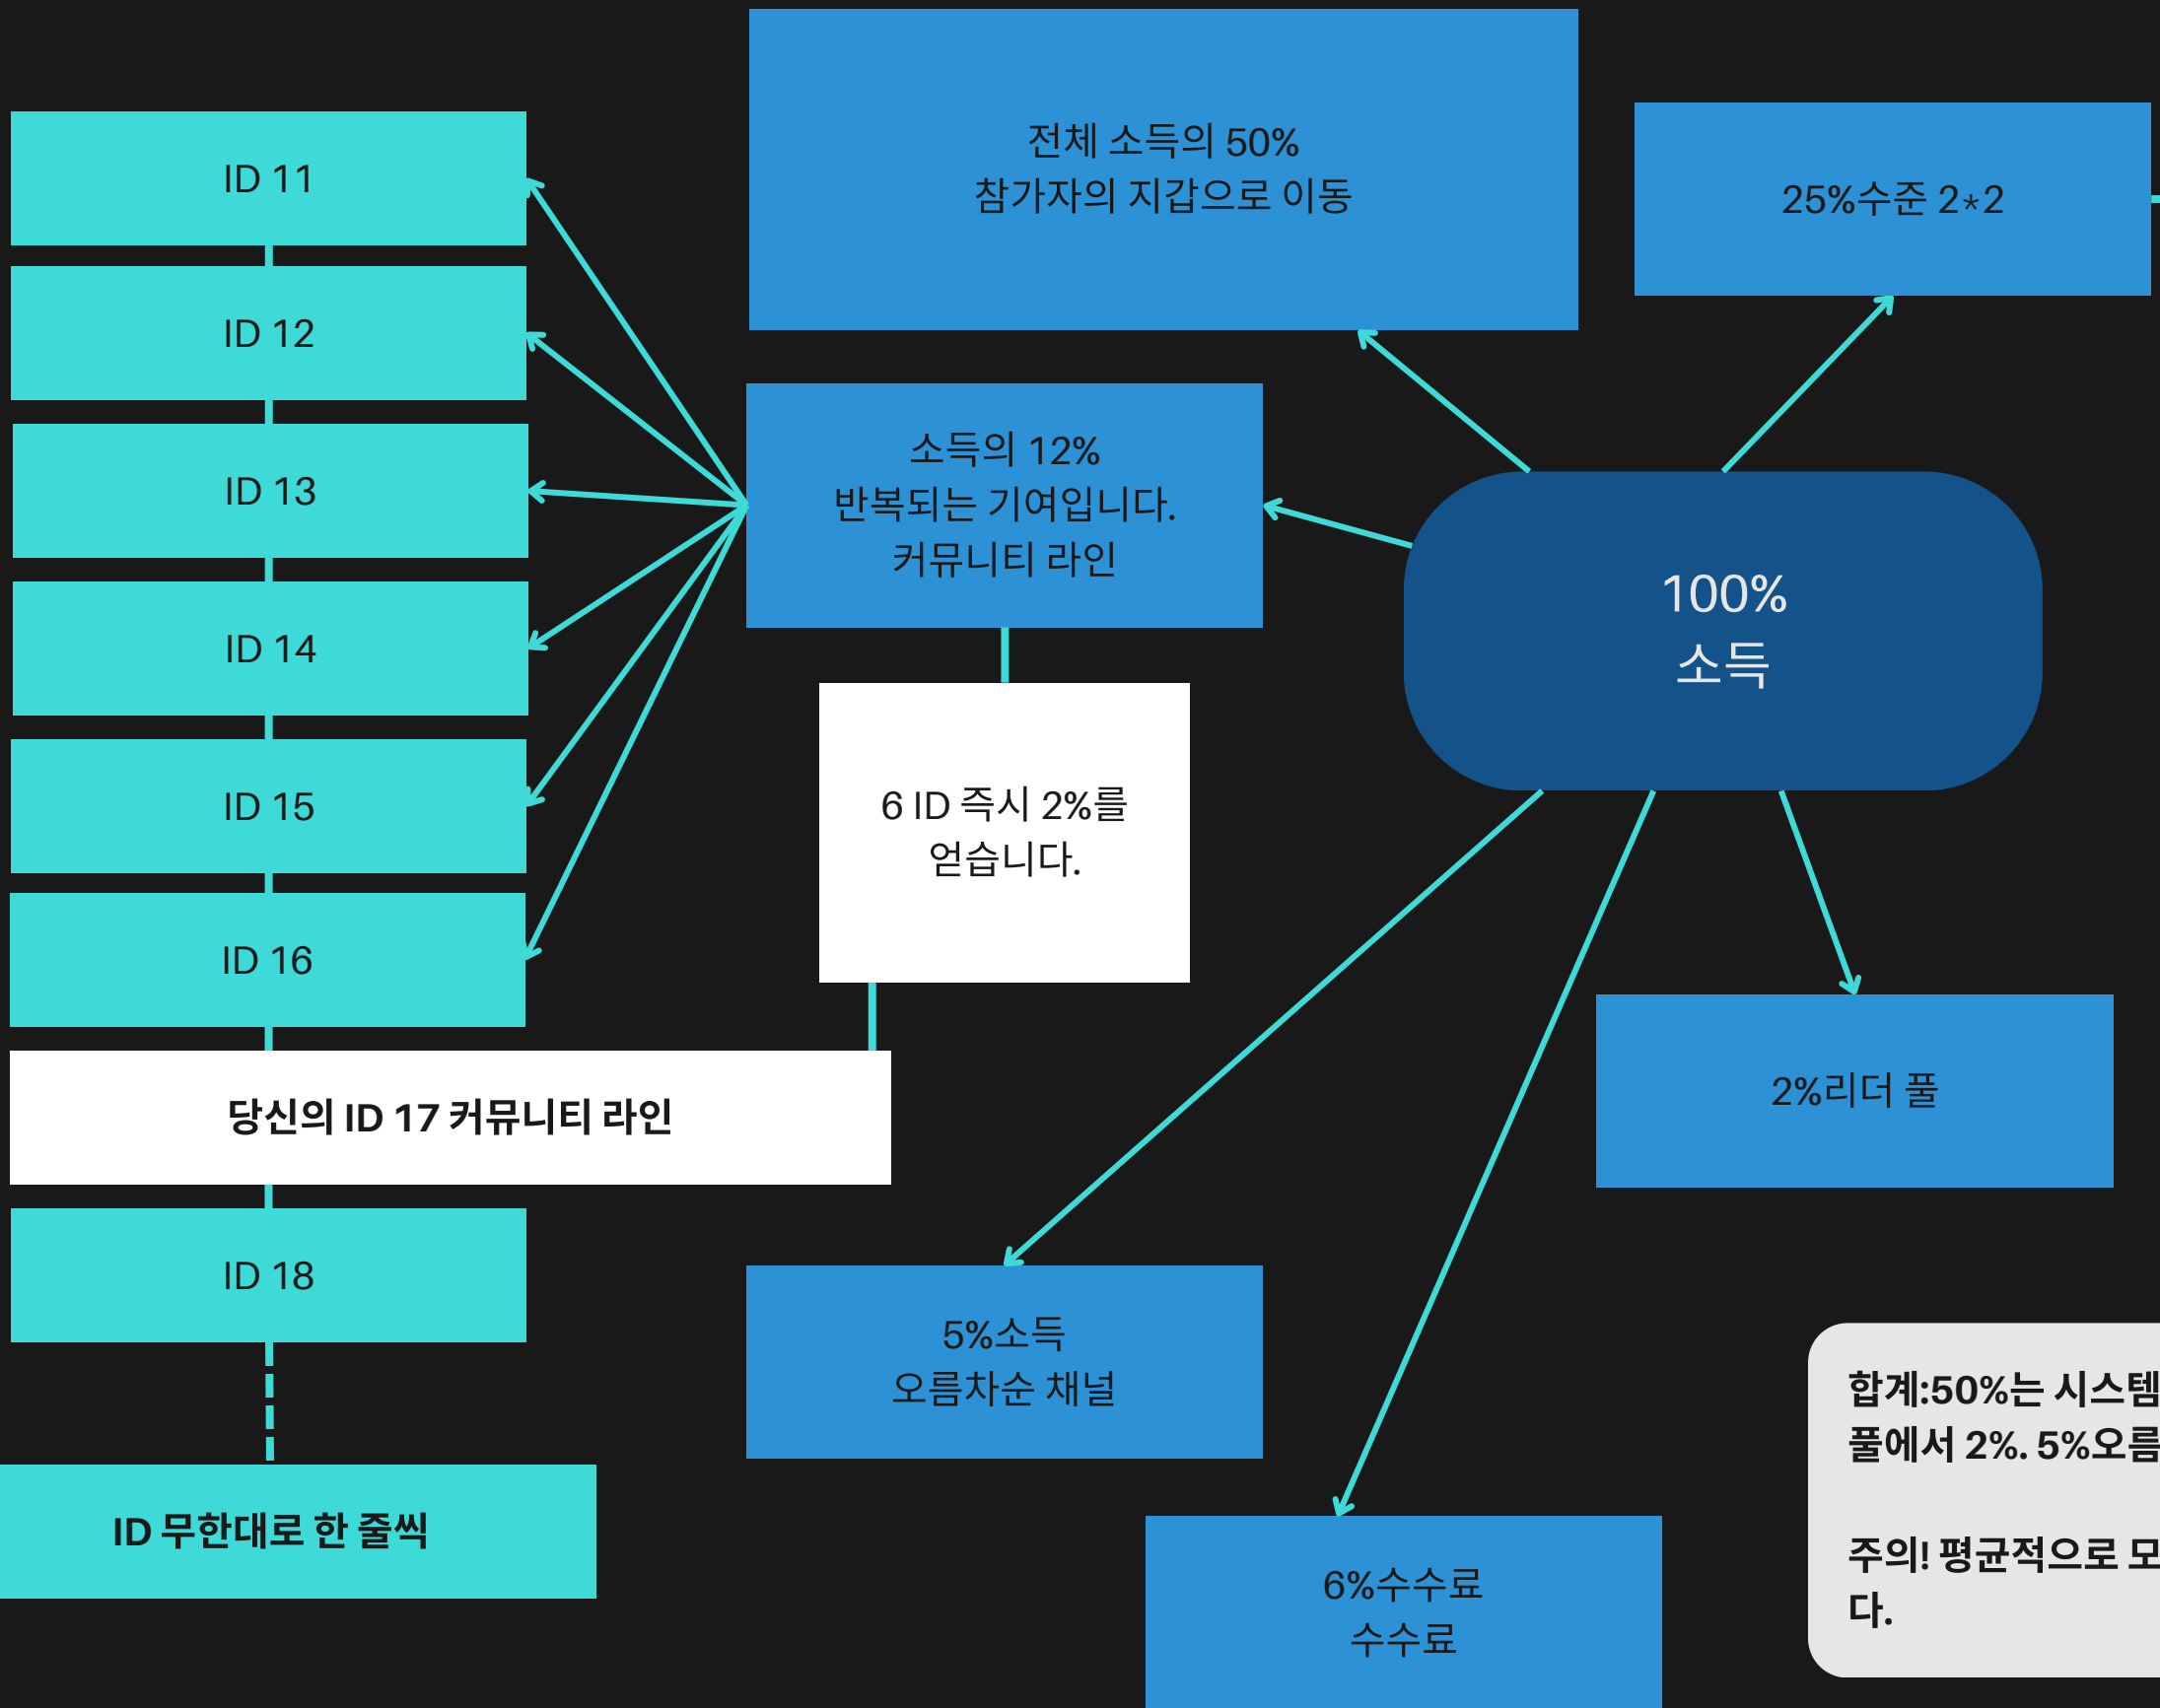 전체 소득의 50%
참가자의 지갑으로 이동
25%수준 2*2
ID 11
ID 12
ID 13
ID 14
ID 15
ID 16
소득의 12%
반복되는 기여입니다.
커뮤니티 라인
100%
소득
6 ID 즉시 2%를
얻습니다.
당신의 ID 17 커뮤니티 라인
2%리더 풀
ID 18
5%소득
오름차순 채널
ID 무한대로 한 줄씩
6%수수료
수수료
합계:50%는 시스템
풀에서 2%. 5%오름
주의! 평균적으로 모
다.